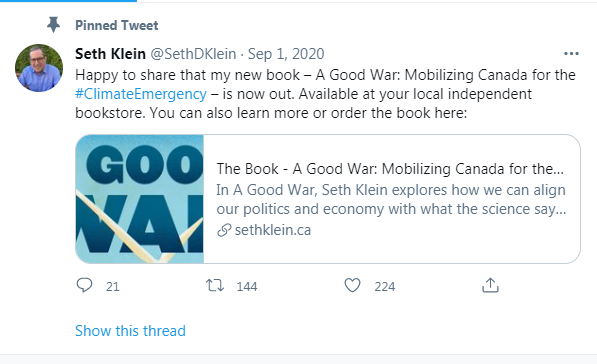 Pinned Tweet
Seth Klein @SethDKlein · Sep 1, 2020
Happy to share that my new book – A Good War: Mobilizing Canada for the
#ClimateEmergency – is now out. Available at your local independent
bookstore. You can also learn more or order the book here:
GOO
WAR
The Book - A Good War: Mobilizing Canada for the...
In A Good War, Seth Klein explores how we can align
our politics and economy with what the science say...
sethklein.ca
21 144 224
Show this thread